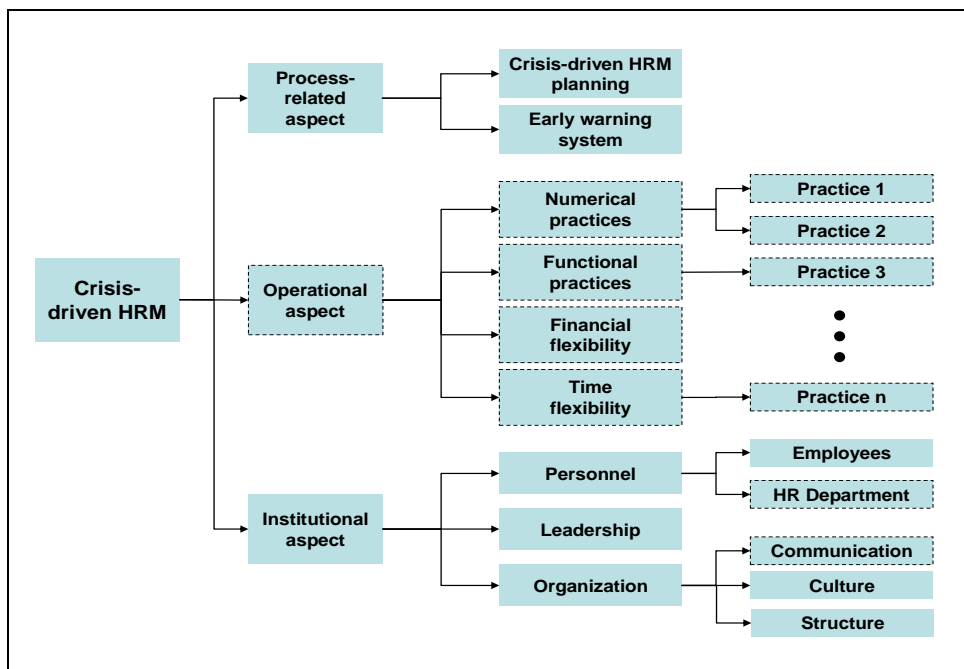 Crisis-
driven HRM
Process-
related
aspect
Crisis-driven HRM
planning
Early warning
system
Operational
aspect
Numerical
practices
Practice 1
Practice 2
Functional
practices
Practice 3
Financial
flexibility
Time
flexibility
Practice n
Institutional
aspect
Personnel
Employees
HR Department
Leadership
Organization
Communication
Culture
Structure